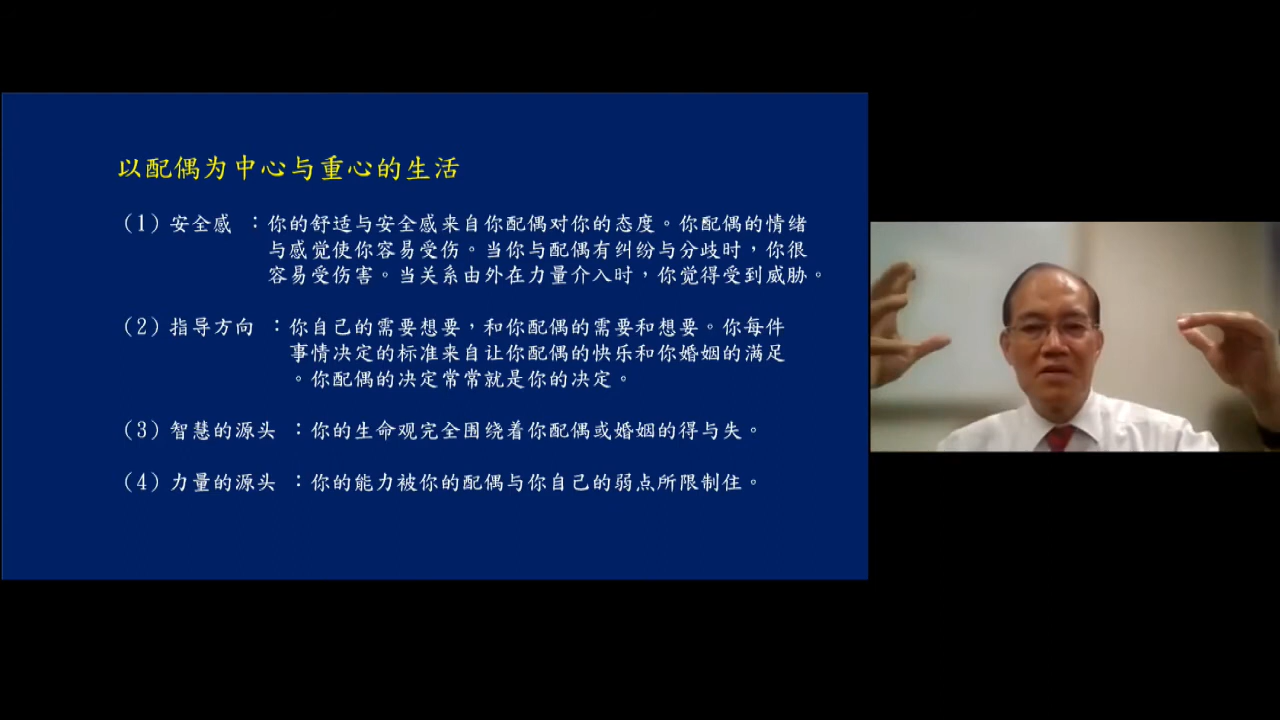 以配偶为中心与重心的生活
（1）安全感 ：你的舒适与安全感来自你配偶对你的态度。你配偶的情绪
与感觉使你容易受伤。当你与配偶有纠纷与分歧时，你很
容易受伤害。当关系由外在力量介入时，你觉得受到威胁。
（2）指导方向 ：你自己的需要想要，和你配偶的需要和想要。你每件
事情决定的标准来自让你配偶的快乐和你婚姻的满足
。你配偶的决定常常就是你的决定。
（3）智慧的源头 ：你的生命观完全围绕着你配偶或婚姻的得与失。
（4）力量的源头 ：你的能力被你的配偶与你自己的弱点所限制住。